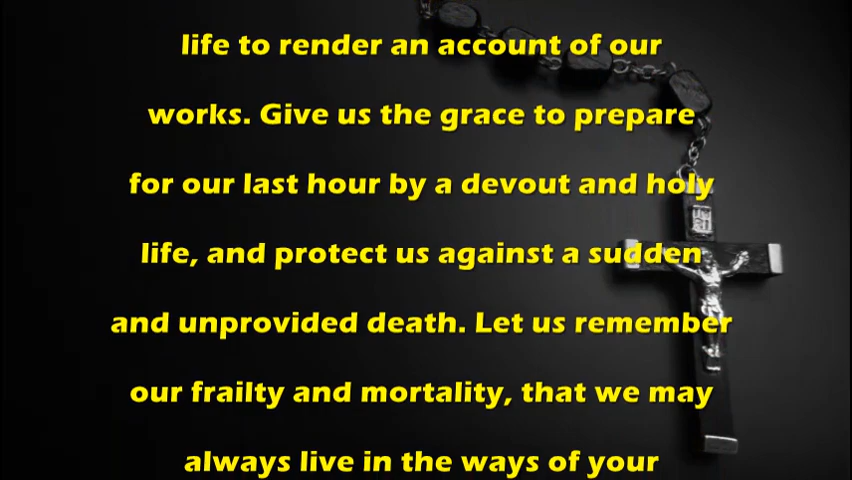 life to render an account of our
works. Give us the grace to prepare
for our last hour by a devout and holy
life, and protect us against a sudden
and unprovided death. Let us remember
our frailty and mortality, that we may
always live in the ways of your